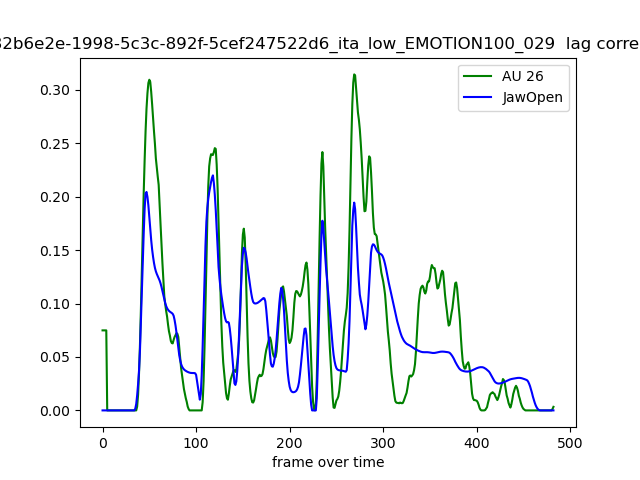 32b6e2e-1998-5c3c-892f-5cef247522d6_ita_low_EMOTION100_029 lag corre
AU 26
JawOpen
0.30
0.25
0.20
0.15
0.10
0.05
0.00
0 100 200 300 400 500
frame over time